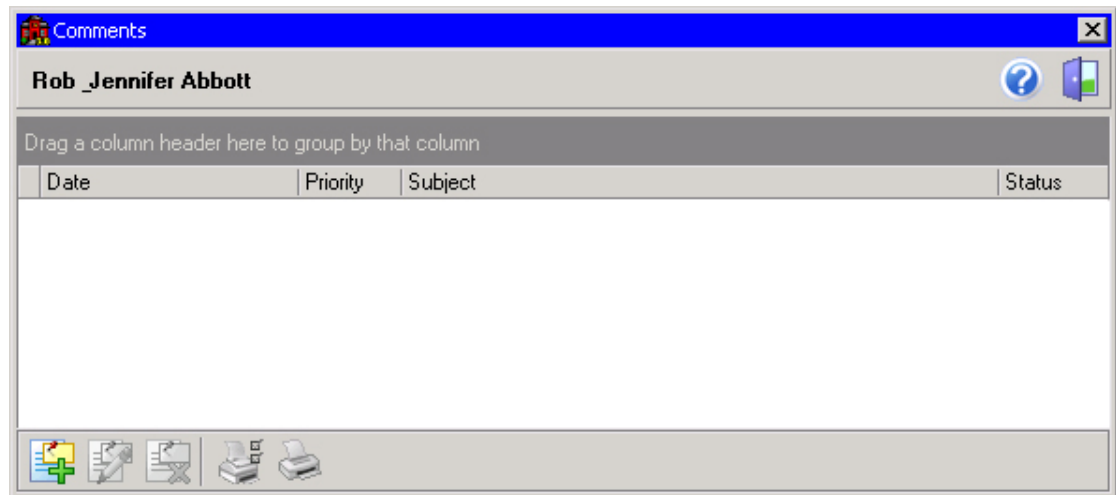 Comments
Rob _Jennifer Abbott
Drag a column header here to group by that column
Date Priority Subject Status